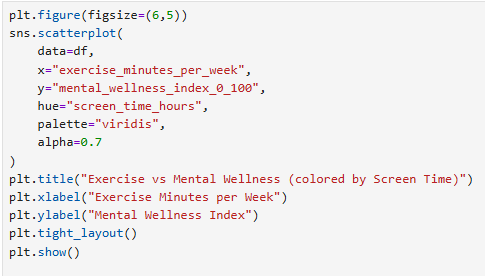 plt.figure(figsize=(6,5))
sns.scatterplot(
    data=df,
    x="exercise_minutes_per_week",
    y="mental_wellness_index_0_100",
    hue="screen_time_hours",
    palette="viridis",
    alpha=0.7
)
plt.title("Exercise vs Mental Wellness (colored by Screen Time)")
plt.xlabel("Exercise Minutes per Week")
plt.ylabel("Mental Wellness Index")
plt.tight_layout()
plt.show()